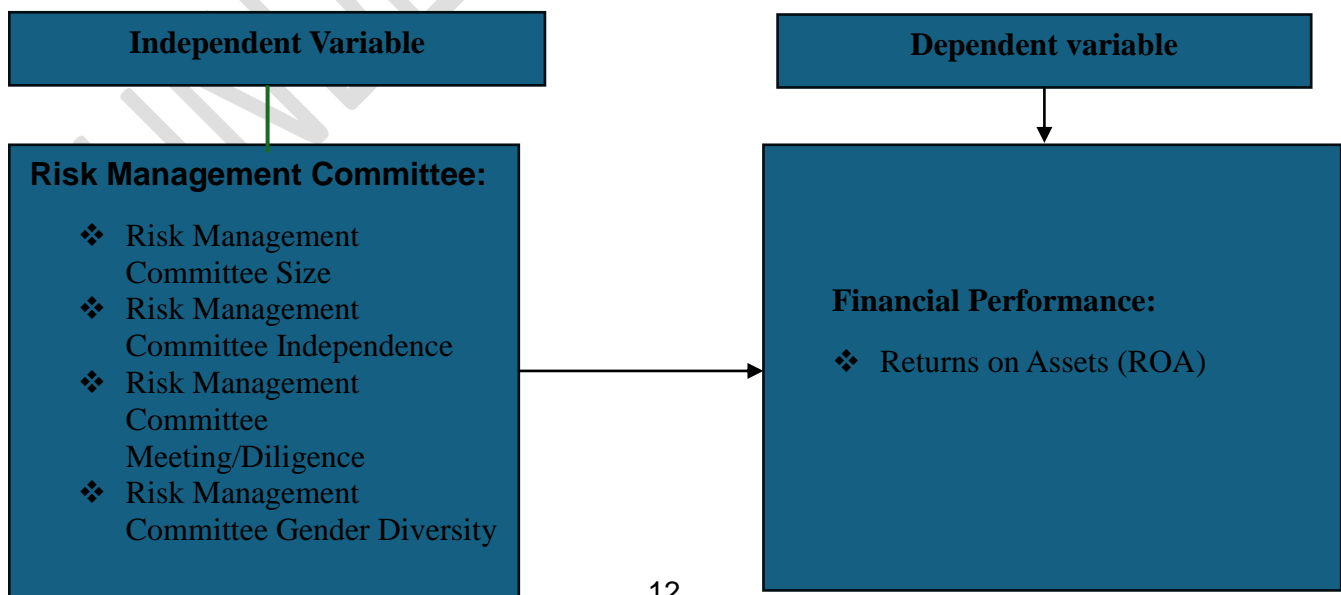 Independent Variable
Dependent variable
Risk Management Committee:
❖ Risk Management
Committee Size
❖ Risk Management
Committee Independence
❖ Risk Management
Committee
Meeting/Diligence
❖ Risk Management
Committee Gender Diversity
Financial Performance:
❖ Returns on Assets (ROA)
12